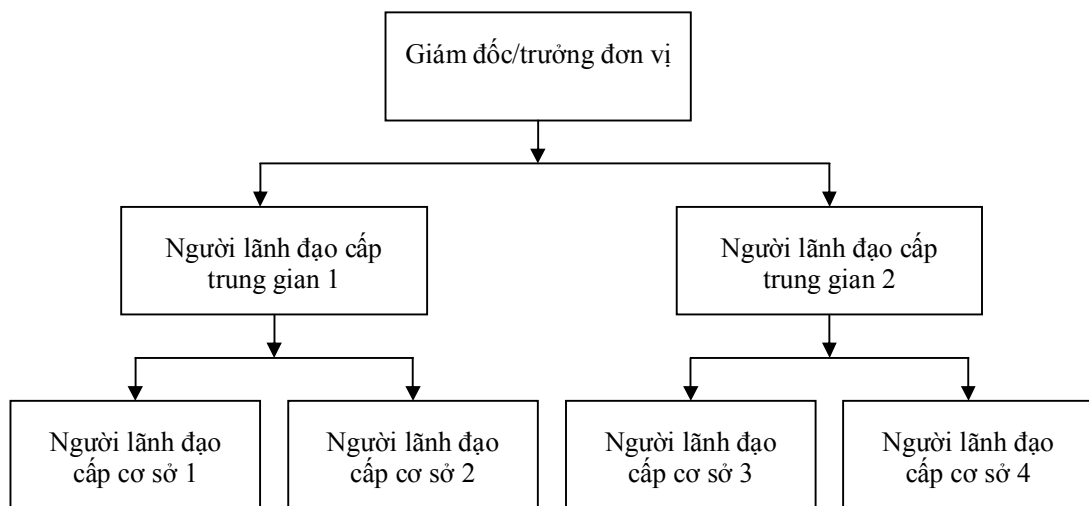 Giám đốc/trưởng đơn vị
Người lãnh đạo cấp
trung gian 1
Người lãnh đạo cấp
trung gian 2
Người lãnh đạo
cấp cơ sở 1
Người lãnh đạo
cấp cơ sở 2
Người lãnh đạo
cấp cơ sở 3
Người lãnh đạo
cấp cơ sở 4